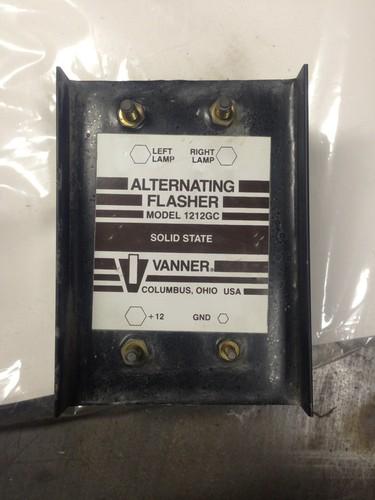 LEFT LAMP RIGHT LAMP
ALTERNATING
FLASHER
MODEL 1212GC
SOLID STATE
VANNER®
COLUMBUS, OHIO USA
+12 GND